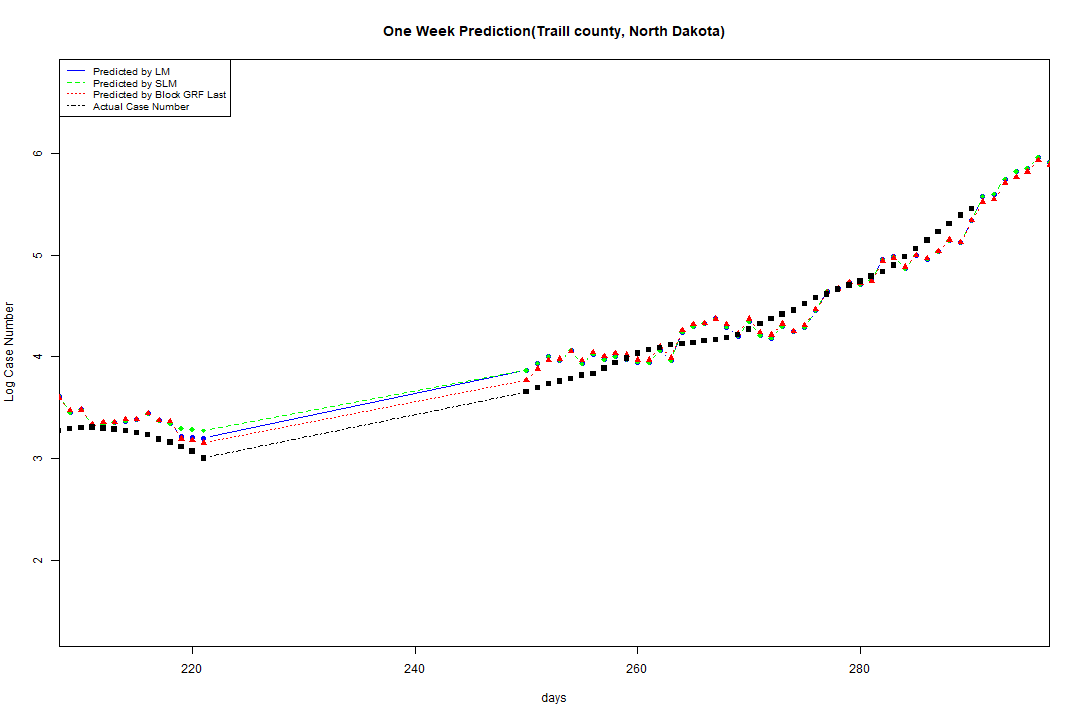 One Week Prediction(Traill county, North Dakota)
Predicted by LM
Predicted by SLM
Predicted by Block GRF Last
Actual Case Number
6
5
4
3
2
Log Case Number
220 240 260 280
days